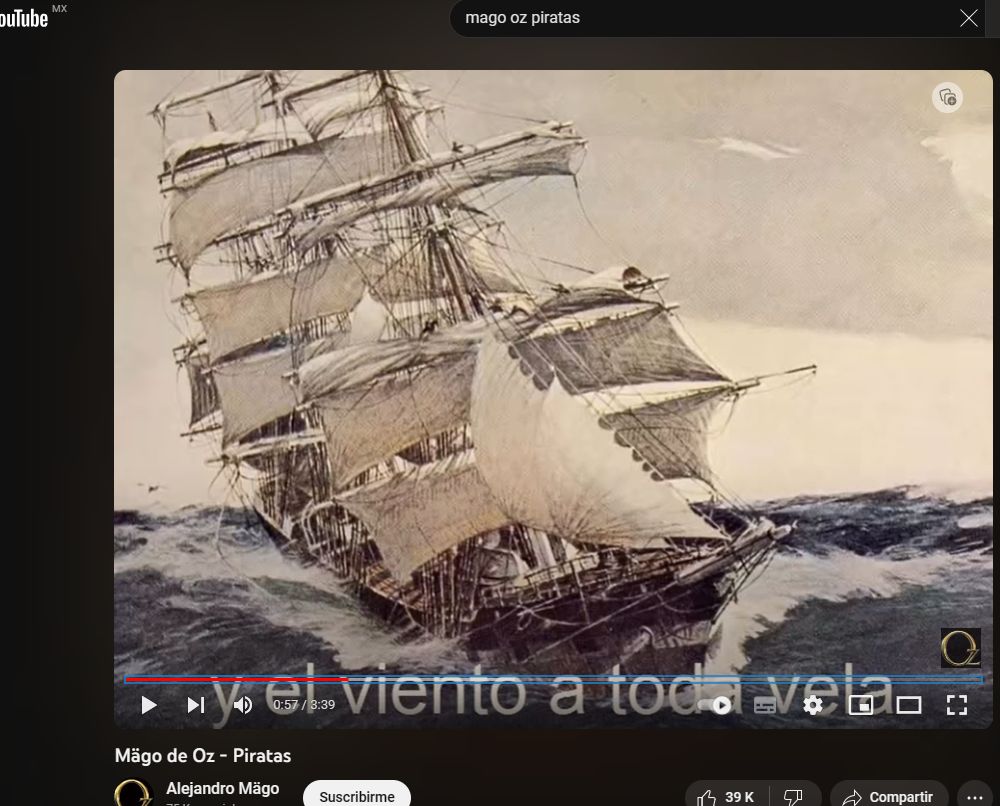 ouTube MX
mago oz piratas
Oz
y el viento a toda vela
0:57 / 3:39
Mägo de Oz - Piratas
Alejandro Mägo
Suscribirme
39 K
Compartir